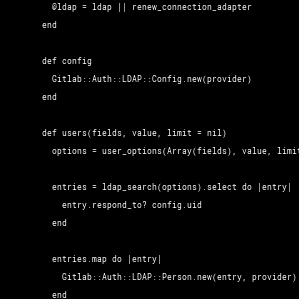 @ldap = ldap || renew_connection_adapter
end
def config
Gitlab::Auth::LDAP::Config.new(provider)
end
def users(fields, value, limit = nil)
options = user_options(Array(fields), value, limit
entries = ldap_search(options).select do |entry|
entry.respond_to? config.uid
end
entries.map do |entry|
Gitlab::Auth::LDAP::Person.new(entry, provider)
end